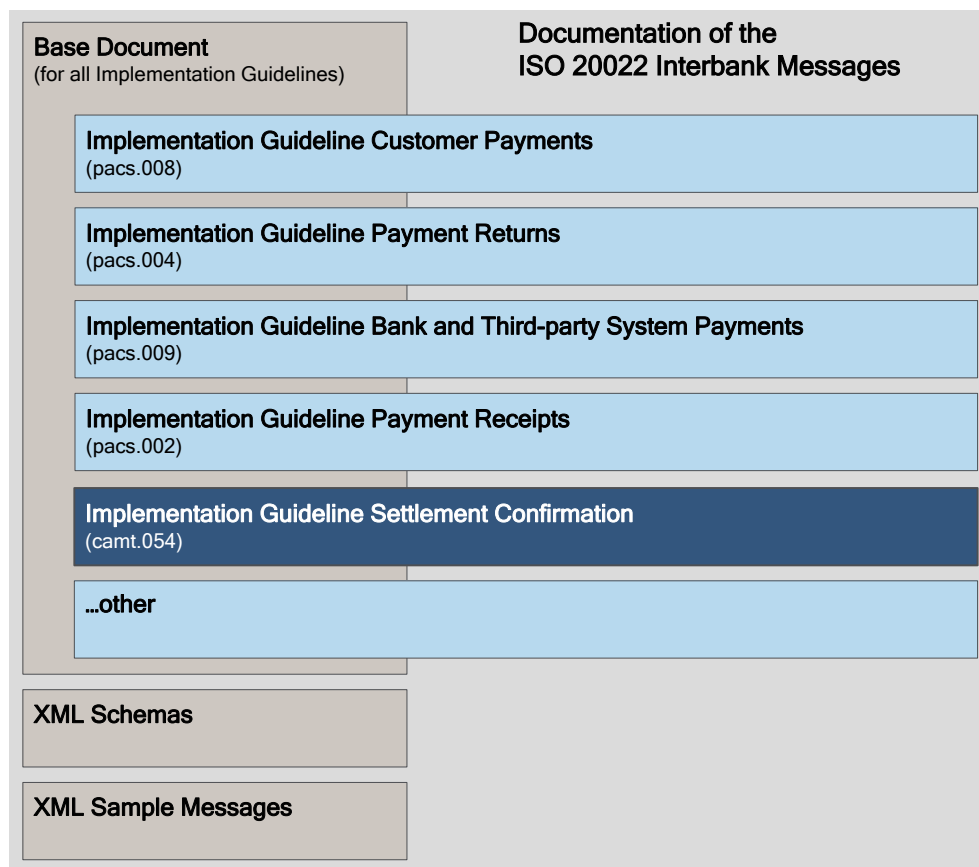 Base Document
(for all Implementation Guidelines)
Documentation of the
ISO 20022 Interbank Messages
Implementation Guideline Customer Payments
(pacs.008)
Implementation Guideline Payment Returns
(pacs.004)
Implementation Guideline Bank and Third-party System Payments
(pacs.009)
Implementation Guideline Payment Receipts
(pacs.002)
Implementation Guideline Settlement Confirmation
(camt.054)
...other
XML Schemas
XML Sample Messages